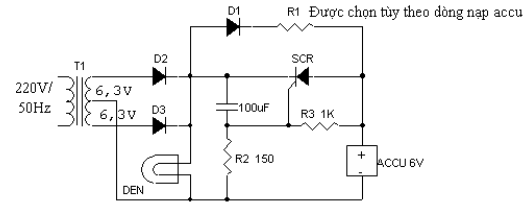 D1
R1 Được chọn tùy theo dòng nạp accu
T1
D2
SCR
220V/
50Hz
6,3V
6,3V
D3
100uF
R3 1K
R2 150
DEN
+
-
ACCU 6V